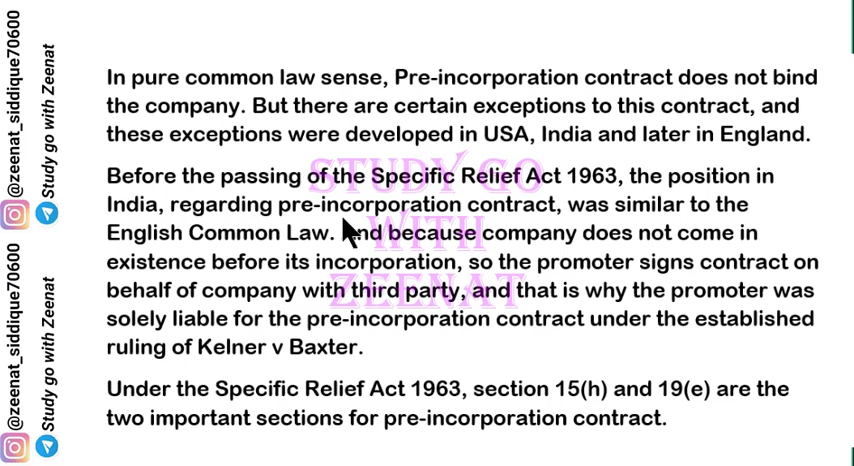 @zeenat_siddique70600
Study go with Zeenat
@zeenat_siddique70600
Study go with Zeenat
In pure common law sense, Pre-incorporation contract does not bind
the company. But there are certain exceptions to this contract, and
these exceptions were developed in USA, India and later in England.
Before the passing of the Specific Relief Act 1963, the position in
India, regarding pre-incorporation contract, was similar to the
English Common Law. And because company does not come in
existence before its incorporation, so the promoter signs contract on
behalf of company with third party, and that is why the promoter was
solely liable for the pre-incorporation contract under the established
ruling of Kelner v Baxter.
Under the Specific Relief Act 1963, section 15(h) and 19(e) are the
two important sections for pre-incorporation contract.
STUDY GO
WITH
ZEENAT